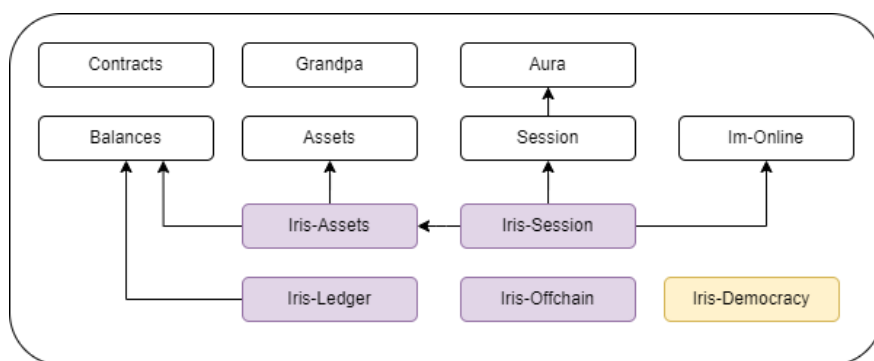 Contracts
Grandpa
Aura
Balances
Assets
Session
Im-Online
Iris-Assets
Iris-Session
Iris-Ledger
Iris-Offchain
Iris-Democracy